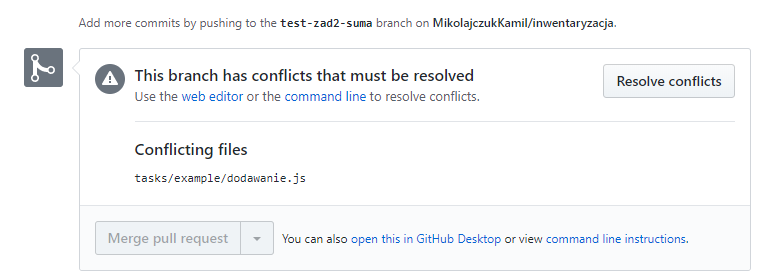 Add more commits by pushing to the test-zad2-suma branch on MikolajczukKamil/inwentaryzacja.
This branch has conflicts that must be resolved
Use the web editor or the command line to resolve conflicts.
Resolve conflicts
Conflicting files
tasks/example/dodawanie.js
Merge pull request
You can also open this in GitHub Desktop or view command line instructions.